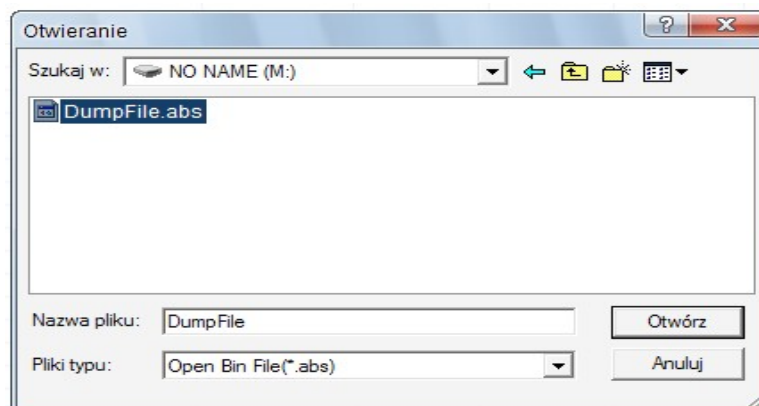 Otwieranie
Szukaj w: NO NAME (M:)
DumpFile.abs
Nazwa pliku: DumpFile Otwórz
Pliki typu: Open Bin File(*.abs) Anuluj